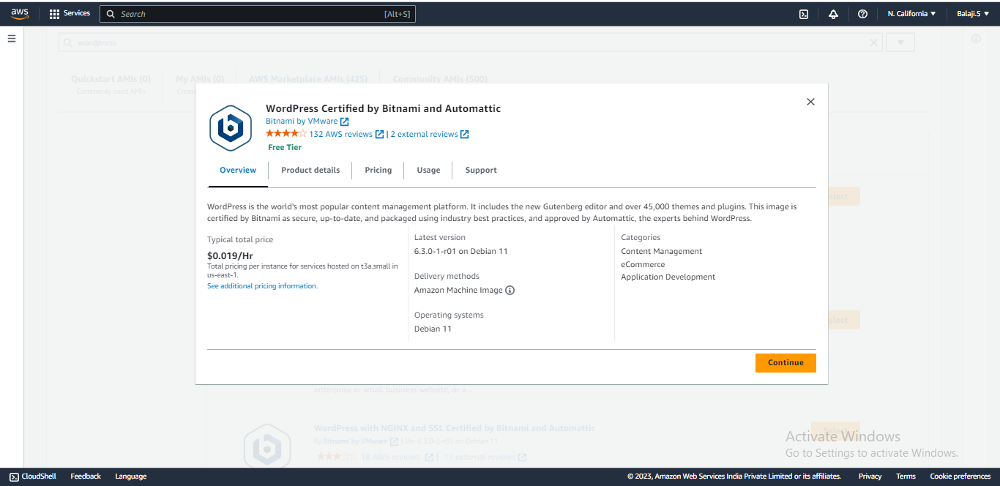 aws Services Search [Alt+S] N. California ▼ Balaji.S ▼
wordpress
Quickstart AMIs (0) My AMIs (0) AWS Marketplace AMIs (425) Community AMIs (500)
Commonly used AMIs
WordPress Certified by Bitnami and Automattic
Bitnami by VMware
132 AWS reviews | 2 external reviews
Free Tier
Overview Product details Pricing Usage Support
WordPress is the world's most popular content management platform. It includes the new Gutenberg editor and over 45,000 themes and plugins. This image is
certified by Bitnami as secure, up-to-date, and packaged using industry best practices, and approved by Automattic, the experts behind WordPress.
Typical total price
$0.019/Hr
Total pricing per instance for services hosted on t3a.small in
us-east-1.
See additional pricing information.
Latest version
6.3.0-1-r01 on Debian 11
Delivery methods
Amazon Machine Image
Operating systems
Debian 11
Categories
Content Management
eCommerce
Application Development
Continue
enterprise or small business website, or a ...
WordPress with NGINX and SSL Certified by Bitnami and Automattic
Select
By Bitnami by VMware | Ver 6.3.0-2-r02 on Debian 11
18 AWS reviews | 17 external reviews
Activate Windows
Go to Settings to activate Windows.
CloudShell Feedback Language © 2023, Amazon Web Services India Private Limited or its affiliates. Privacy Terms Cookie preferences